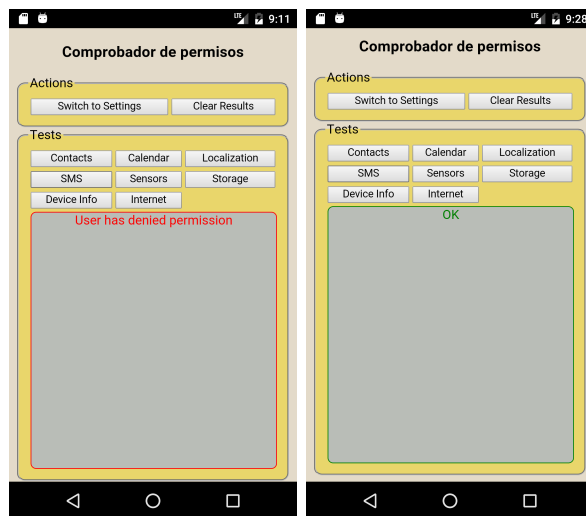 LTE 9:11
Comprobador de permisos
Actions
Switch to Settings Clear Results
Tests
Contacts Calendar Localization
SMS Sensors Storage
Device Info Internet
User has denied permission
LTE 9:28
Comprobador de permisos
Actions
Switch to Settings Clear Results
Tests
Contacts Calendar Localization
SMS Sensors Storage
Device Info Internet
OK